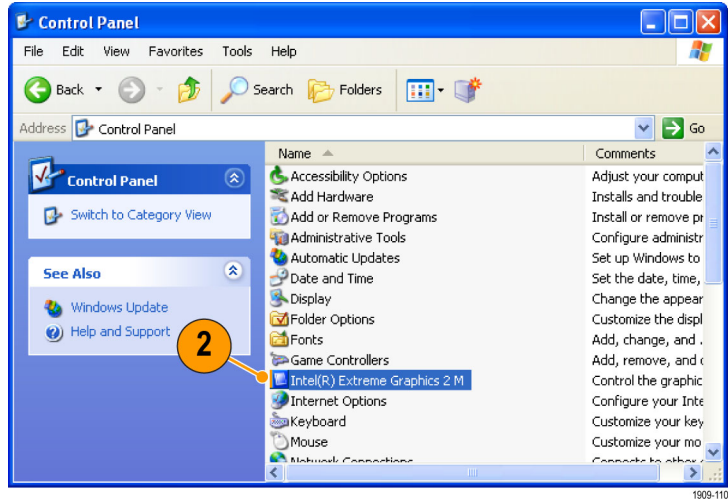 Control Panel
File Edit View Favorites Tools Help
Back Search Folders
Address Control Panel Go
Name Comments
Control Panel
Switch to Category View
See Also
Windows Update
Help and Support
2
Accessibility Options Adjust your comput
Add Hardware Installs and trouble
Add or Remove Programs Install or remove pr
Administrative Tools Configure administr
Automatic Updates Set up Windows to
Date and Time Set the date, time,
Display Change the appear
Folder Options Customize the displ
Fonts Add, change, and .
Game Controllers Add, remove, and c
Intel(R) Extreme Graphics 2 M Control the graphic
Internet Options Configure your Inte
Keyboard Customize your key
Mouse Customize your mo
Network Connections Connects to other
1909-110